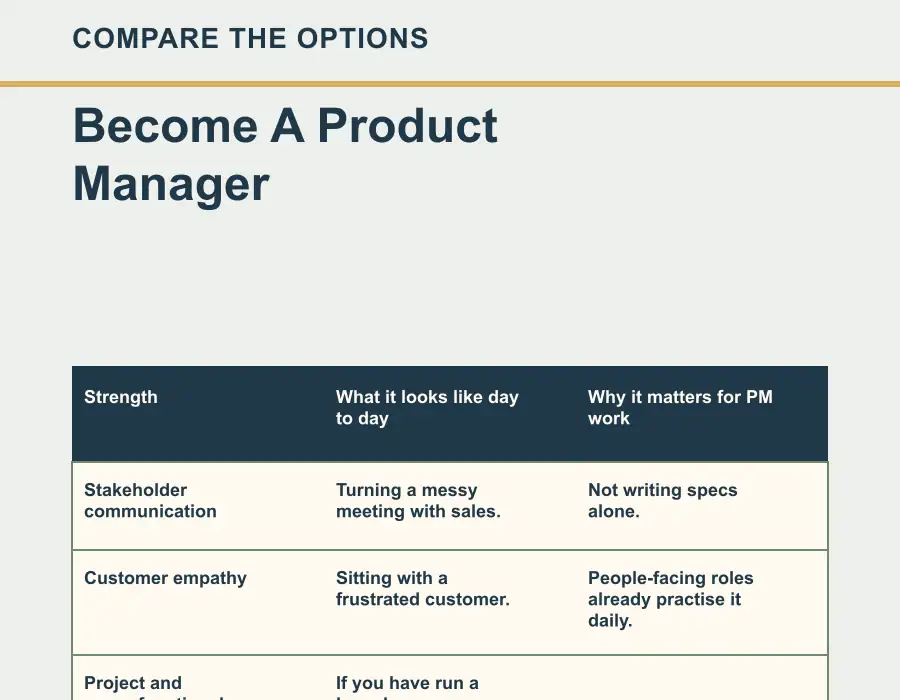 COMPARE THE OPTIONS
Become A Product
Manager
Strength
What it looks like day
to day
Why it matters for PM
work
Stakeholder
communication
Turning a messy
meeting with sales.
Not writing specs
alone.
Customer empathy
Sitting with a
frustrated customer.
People-facing roles
already practise it
daily.
Project and
If you have run a